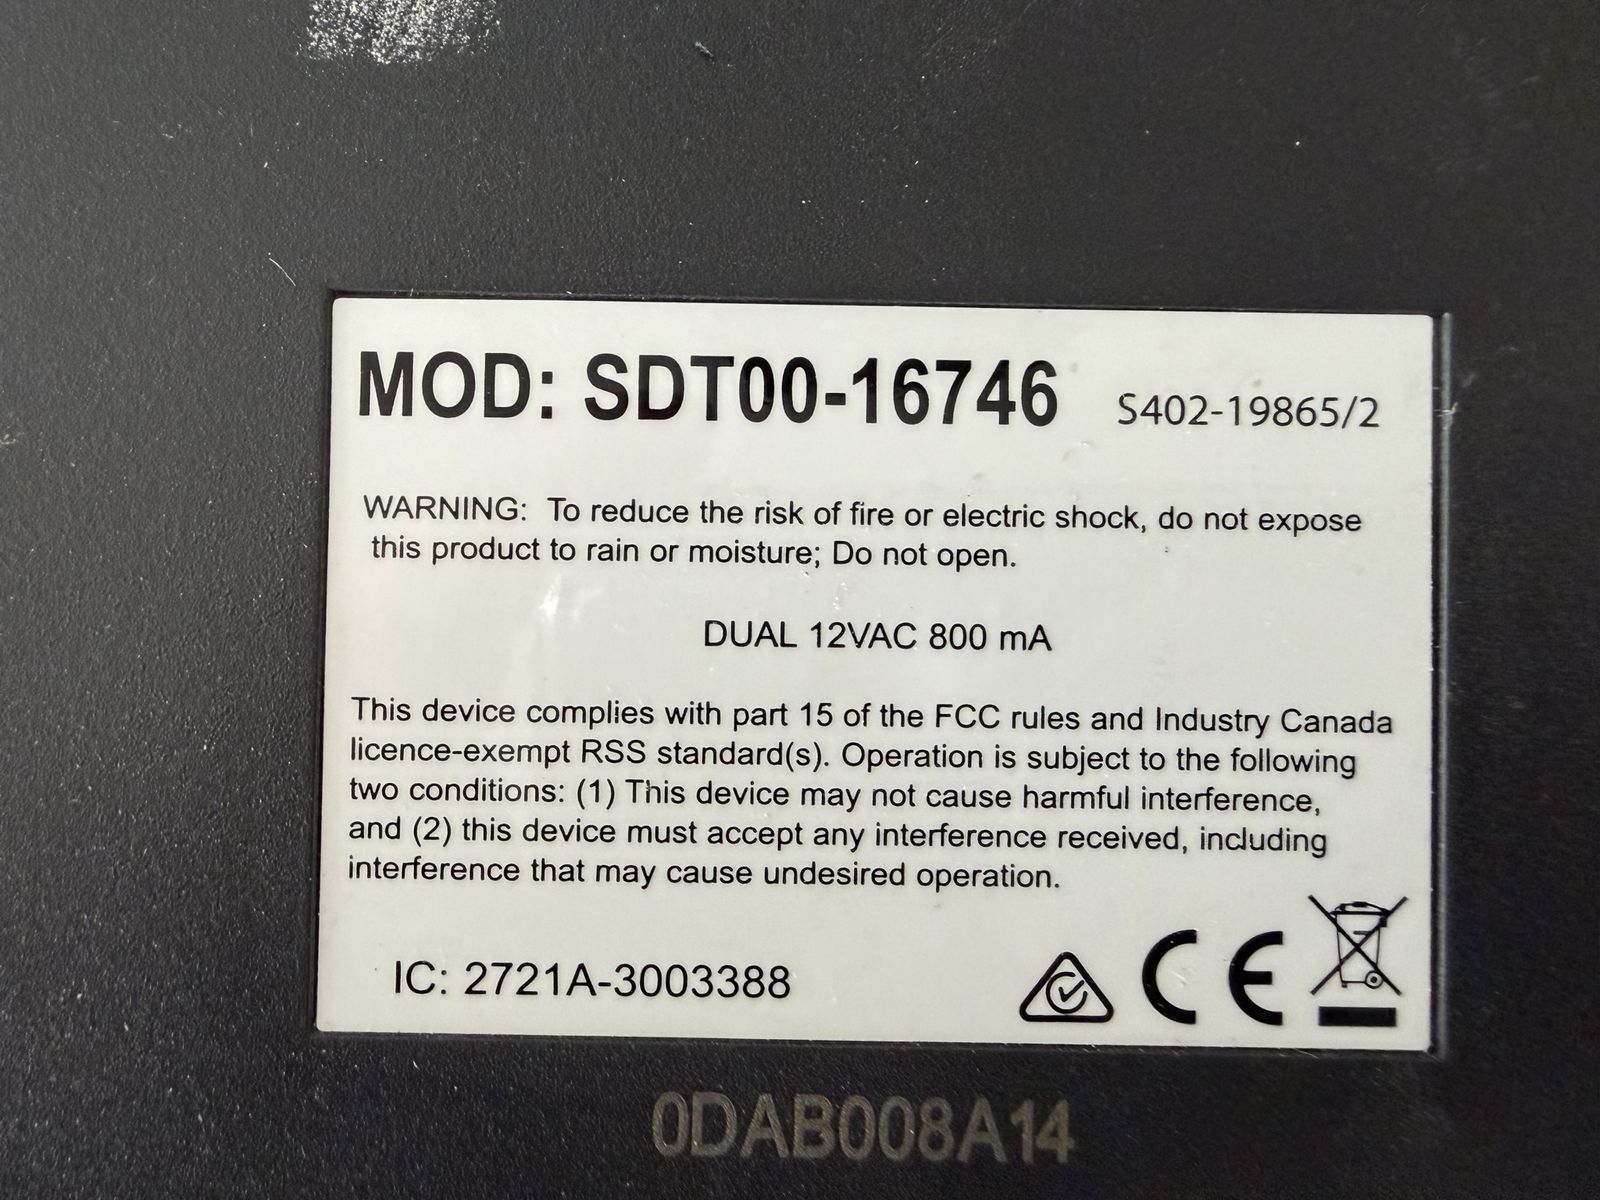 MOD: SDT00-16746 S402-19865/2
WARNING: To reduce the risk of fire or electric shock, do not expose
this product to rain or moisture; Do not open.
DUAL 12VAC 800 mA
This device complies with part 15 of the FCC rules and Industry Canada
licence-exempt RSS standard(s). Operation is subject to the following
two conditions: (1) This device may not cause harmful interference,
and (2) this device must accept any interference received, including
interference that may cause undesired operation.
IC: 2721A-3003388
CE
0DAB008A14